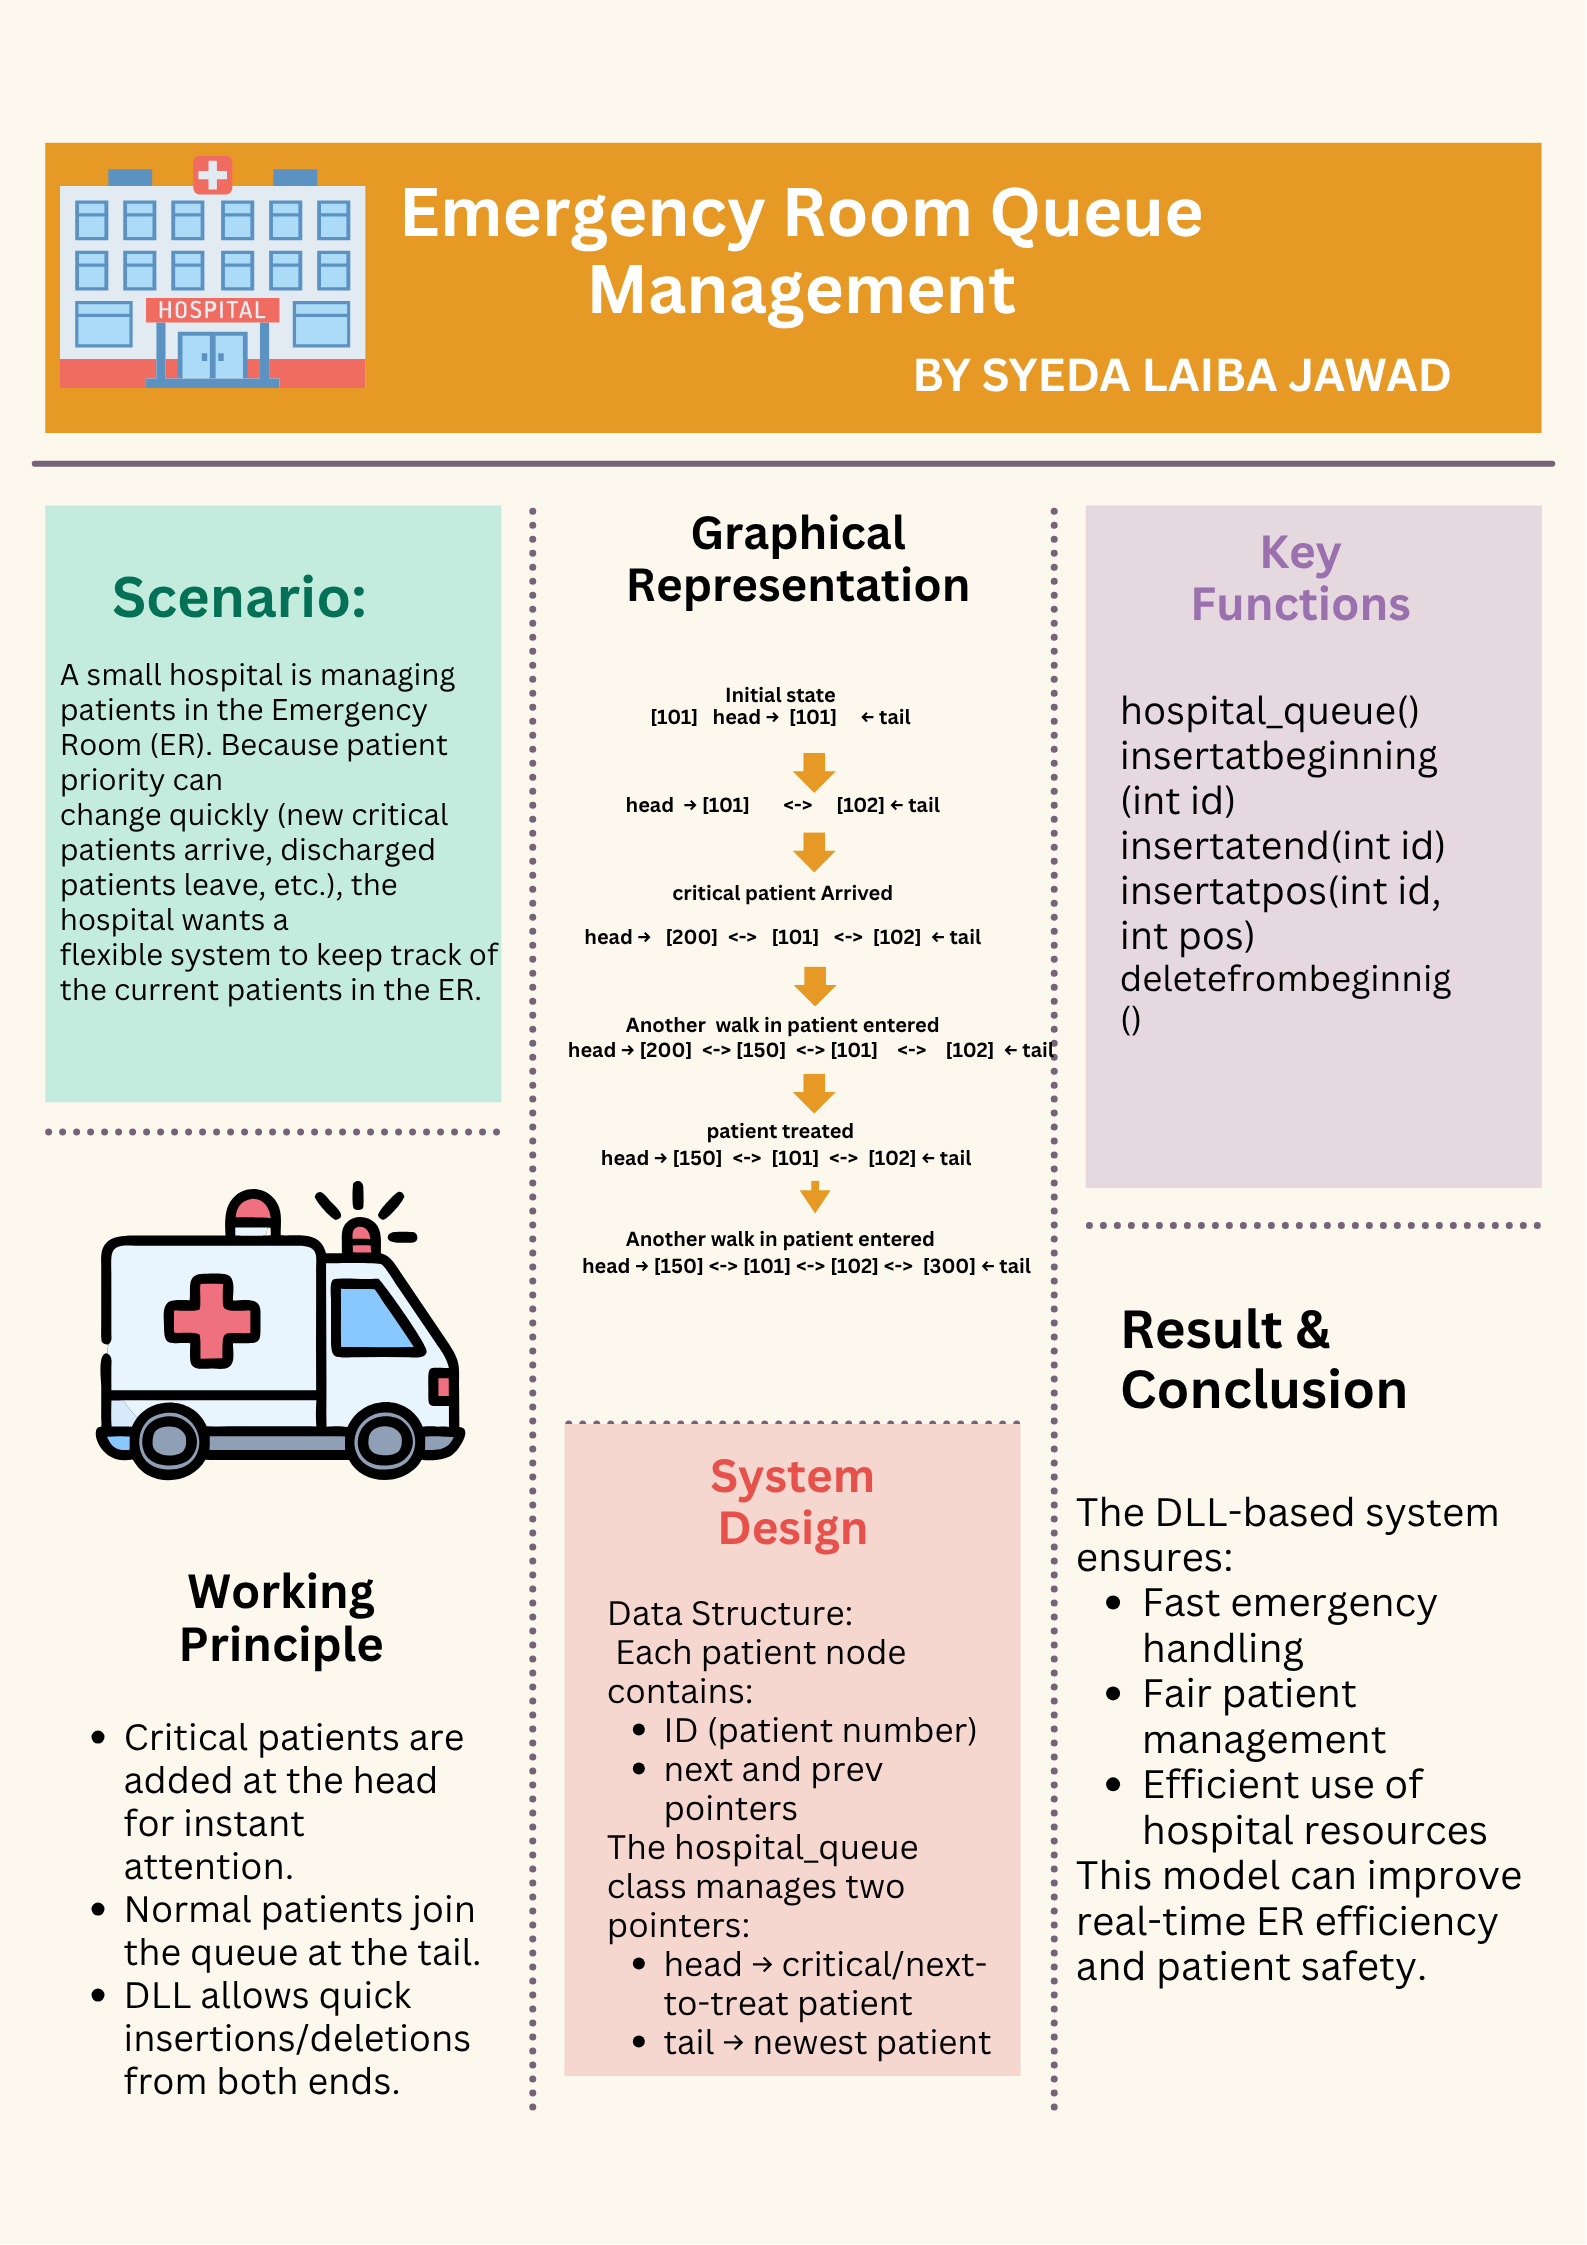 HOSPITAL
Emergency Room Queue
Management
BY SYEDA LAIBA JAWAD
Scenario:
A small hospital is managing
patients in the Emergency
Room (ER). Because patient
priority can
change quickly (new critical
patients arrive, discharged
patients leave, etc.), the
hospital wants a
flexible system to keep track of
the current patients in the ER.
Working
Principle
• Critical patients are
added at the head
for instant
attention.
• Normal patients join
the queue at the tail.
• DLL allows quick
insertions/deletions
from both ends.
Graphical
Representation
Initial state
[101] head → [101] ← tail
head → [101] <-> [102] ← tail
critical patient Arrived
head → [200] <-> [101] <-> [102] ← tail
Another walk in patient entered
head → [200] <-> [150] <-> [101] <-> [102] ← tail
patient treated
head → [150] <-> [101] <-> [102] ← tail
Another walk in patient entered
head → [150] <-> [101] <-> [102] <-> [300] ← tail
System
Design
Data Structure:
Each patient node
contains:
• ID (patient number)
• next and prev
pointers
The hospital_queue
class manages two
pointers:
• head → critical/next-
to-treat patient
• tail → newest patient
Key
Functions
hospital_queue()
insertatbeginning
(int id)
insertatend(int id)
insertatpos(int id,
int pos)
deletefrombeginnig
()
Result &
Conclusion
The DLL-based system
ensures:
• Fast emergency
handling
• Fair patient
management
• Efficient use of
hospital resources
This model can improve
real-time ER efficiency
and patient safety.